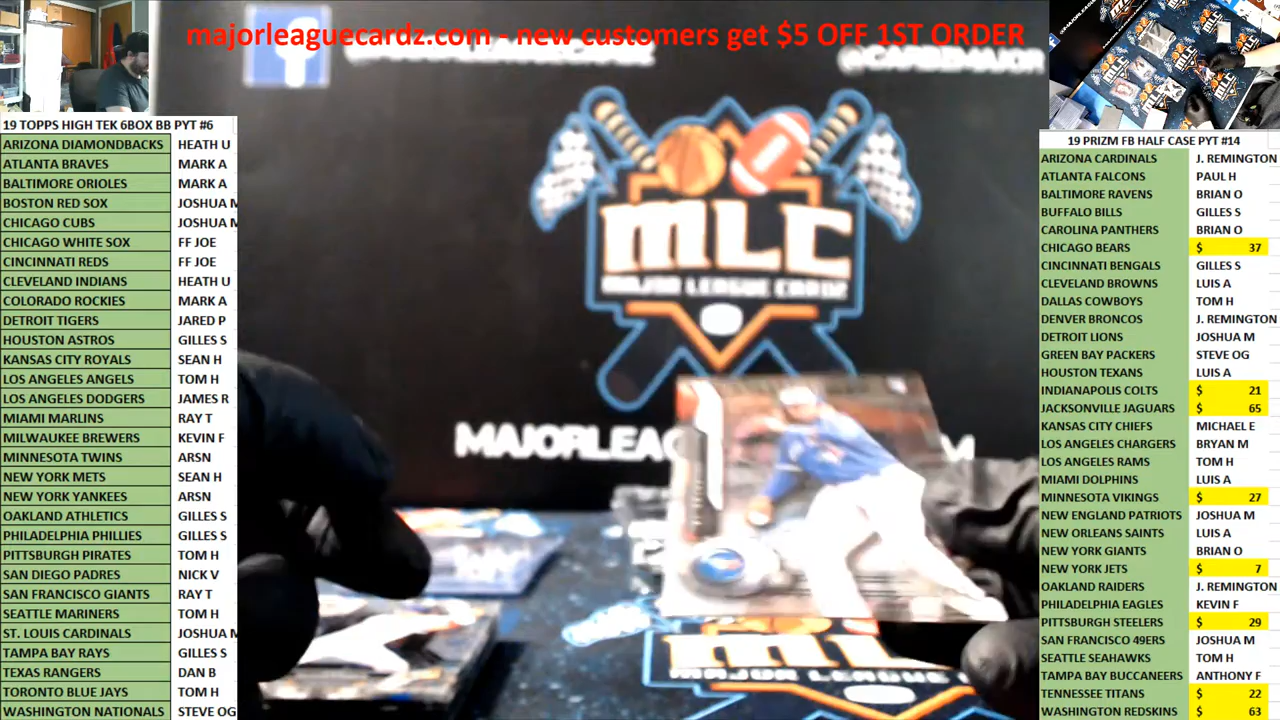 majorleaguecardz.com - new customers get $5 OFF 1ST ORDER
19 TOPPS HIGH TEK 6BOX BB PYT #6
ARIZONA DIAMONDBACKS HEATH U
ATLANTA BRAVES MARK A
BALTIMORE ORIOLES MARK A
BOSTON RED SOX JOSHUA M
CHICAGO CUBS JOSHUA M
CHICAGO WHITE SOX FF JOE
CINCINNATI REDS FF JOE
CLEVELAND INDIANS HEATH U
COLORADO ROCKIES MARK A
DETROIT TIGERS JARED P
HOUSTON ASTROS GILLES S
KANSAS CITY ROYALS SEAN H
LOS ANGELES ANGELS TOM H
LOS ANGELES DODGERS JAMES R
MIAMI MARLINS RAY T
MILWAUKEE BREWERS KEVIN F
MINNESOTA TWINS ARSN
NEW YORK METS SEAN H
NEW YORK YANKEES ARSN
OAKLAND ATHLETICS GILLES S
PHILADELPHIA PHILLIES GILLES S
PITTSBURGH PIRATES TOM H
SAN DIEGO PADRES NICK V
SAN FRANCISCO GIANTS RAY T
SEATTLE MARINERS TOM H
ST. LOUIS CARDINALS JOSHUA M
TAMPA BAY RAYS GILLES S
TEXAS RANGERS DAN B
TORONTO BLUE JAYS TOM H
WASHINGTON NATIONALS STEVE OG
f
@CARDZMAJOR
MLC
MAJOR LEAGUE CARDZ
MAJORLEAG
M
19 PRIZM FB HALF CASE PYT #14
ARIZONA CARDINALS J. REMINGTON
ATLANTA FALCONS PAUL H
BALTIMORE RAVENS BRIAN O
BUFFALO BILLS GILLES S
CAROLINA PANTHERS BRIAN O
CHICAGO BEARS $ 37
CINCINNATI BENGALS GILLES S
CLEVELAND BROWNS LUIS A
DALLAS COWBOYS TOM H
DENVER BRONCOS J. REMINGTON
DETROIT LIONS JOSHUA M
GREEN BAY PACKERS STEVE OG
HOUSTON TEXANS LUIS A
INDIANAPOLIS COLTS $ 21
JACKSONVILLE JAGUARS $ 65
KANSAS CITY CHIEFS MICHAEL E
LOS ANGELES CHARGERS BRYAN M
LOS ANGELES RAMS TOM H
MIAMI DOLPHINS LUIS A
MINNESOTA VIKINGS $ 27
NEW ENGLAND PATRIOTS JOSHUA M
NEW ORLEANS SAINTS LUIS A
NEW YORK GIANTS BRIAN O
NEW YORK JETS $ 7
OAKLAND RAIDERS J. REMINGTON
PHILADELPHIA EAGLES KEVIN F
PITTSBURGH STEELERS $ 29
SAN FRANCISCO 49ERS JOSHUA M
SEATTLE SEAHAWKS TOM H
TAMPA BAY BUCCANEERS ANTHONY F
TENNESSEE TITANS $ 22
WASHINGTON REDSKINS $ 63